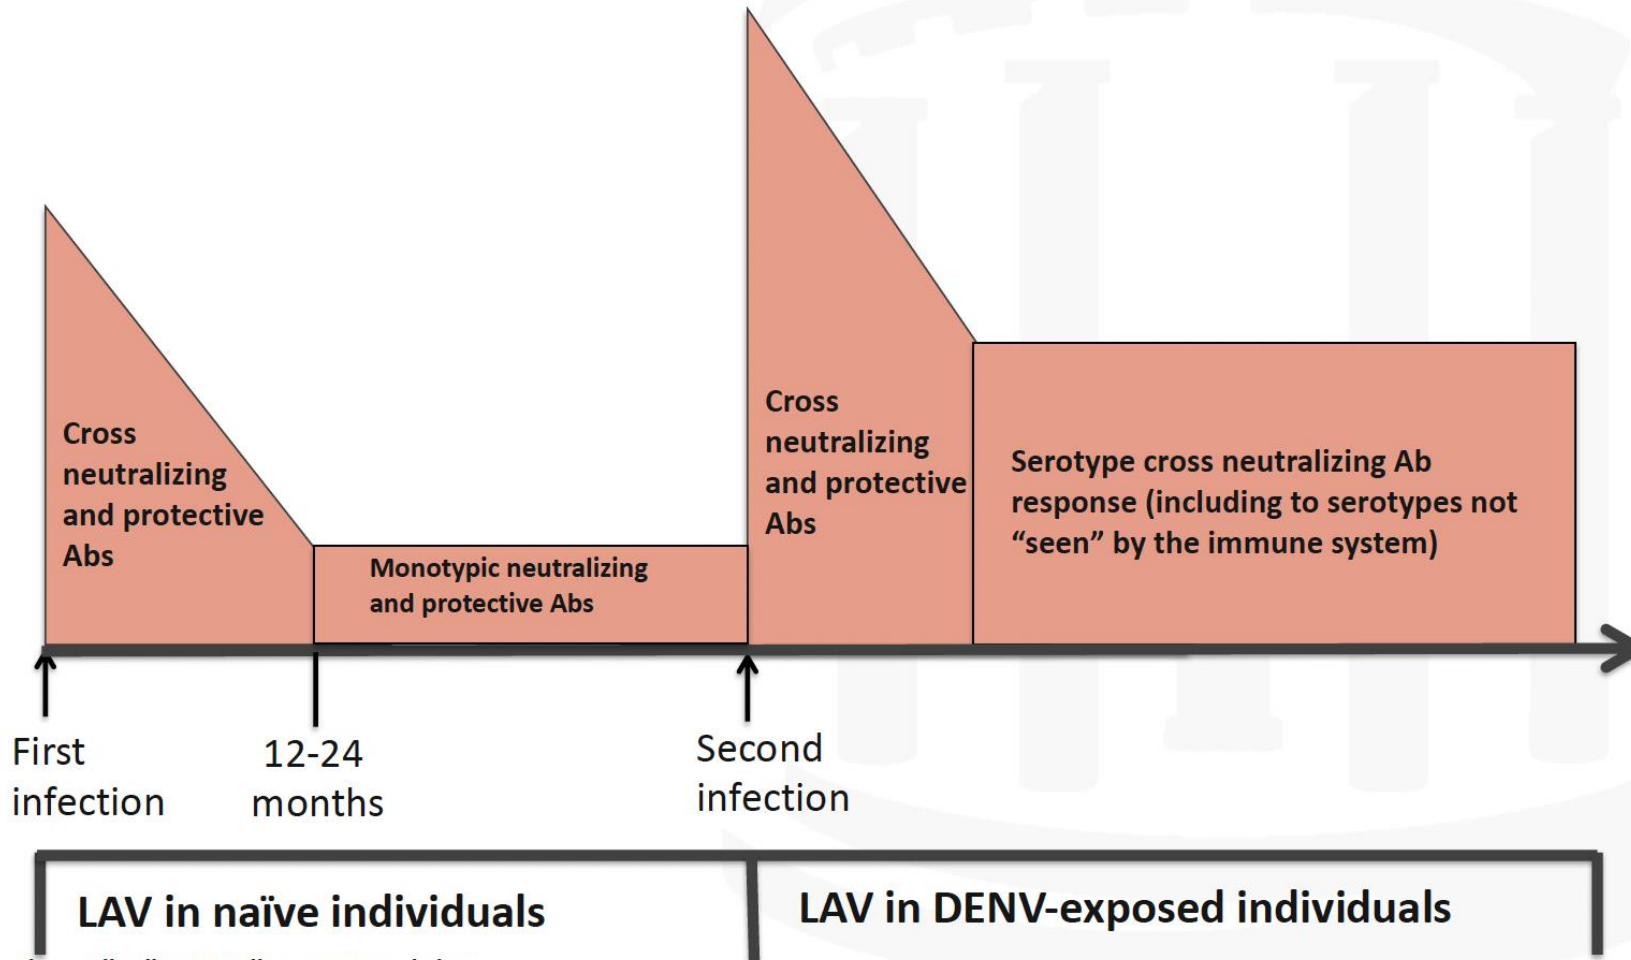 Cross
neutralizing
and protective
Abs
Monotypic neutralizing
and protective Abs
Cross
neutralizing
and protective
Abs
Serotype cross neutralizing Ab
response (including to serotypes not
“seen” by the immune system)
First
infection
12-24
months
Second
infection
LAV in naïve individuals
LAV in DENV-exposed individuals